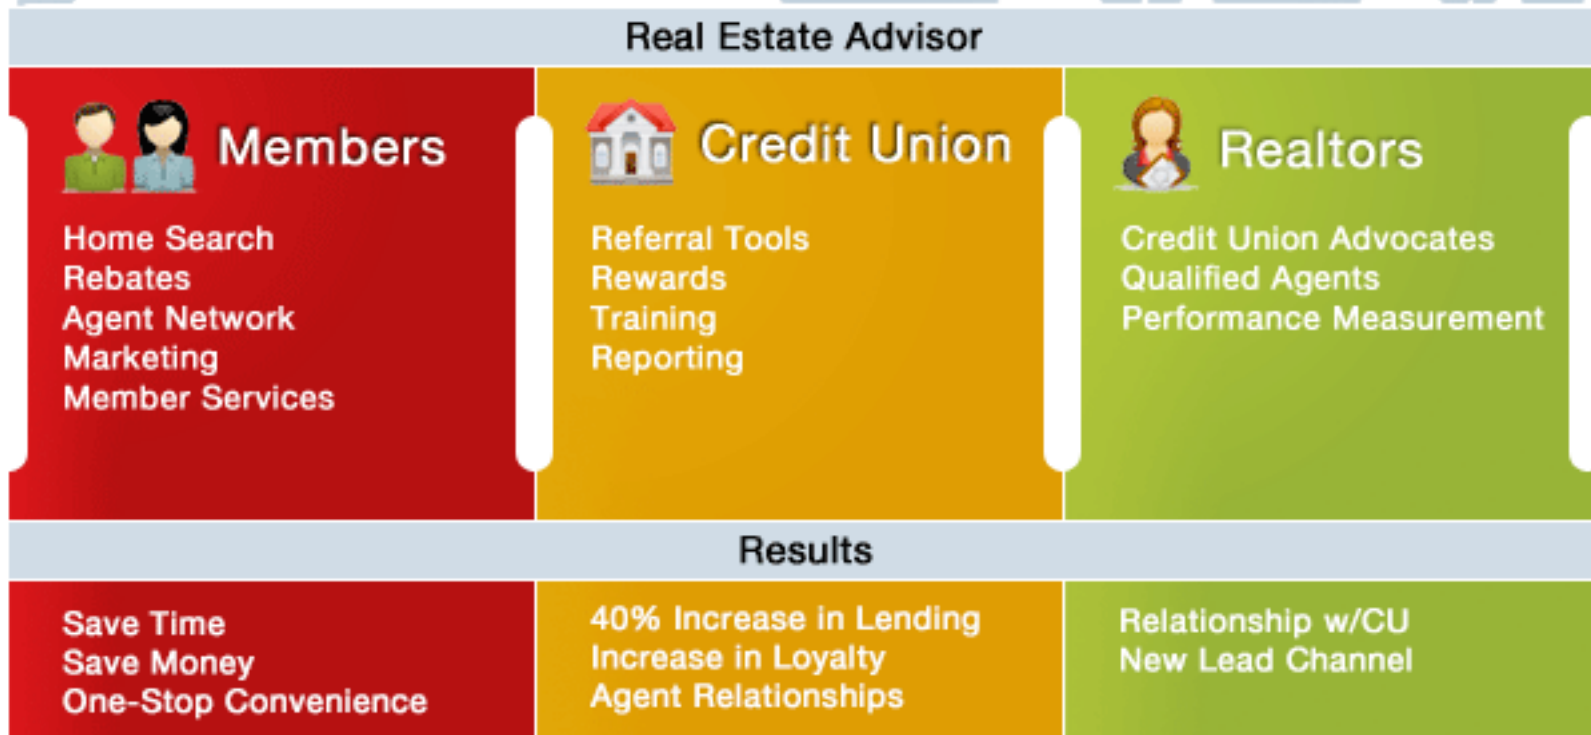 Real Estate Advisor
Members
Home Search
Rebates
Agent Network
Marketing
Member Services
Credit Union
Referral Tools
Rewards
Training
Reporting
Realtors
Credit Union Advocates
Qualified Agents
Performance Measurement
Results
Save Time
Save Money
One-Stop Convenience
40% Increase in Lending
Increase in Loyalty
Agent Relationships
Relationship w/CU
New Lead Channel